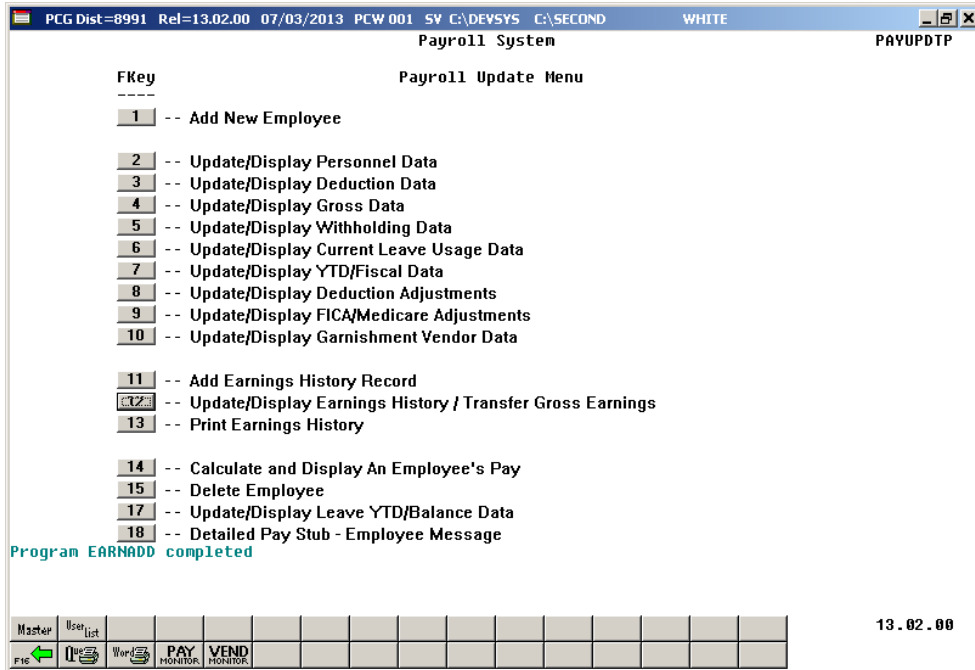 PCG Dist=8991 Rel=13.02.00 07/03/2013 PCW 001 SV C:\DEVSYS C:\SECOND WHITE
Payroll System PAYUPDTP
FKey Payroll Update Menu
----
1 -- Add New Employee
2 -- Update/Display Personnel Data
3 -- Update/Display Deduction Data
4 -- Update/Display Gross Data
5 -- Update/Display Withholding Data
6 -- Update/Display Current Leave Usage Data
7 -- Update/Display YTD/Fiscal Data
8 -- Update/Display Deduction Adjustments
9 -- Update/Display FICA/Medicare Adjustments
10 -- Update/Display Garnishment Vendor Data
11 -- Add Earnings History Record
12 -- Update/Display Earnings History / Transfer Gross Earnings
13 -- Print Earnings History
14 -- Calculate and Display An Employee's Pay
15 -- Delete Employee
17 -- Update/Display Leave YTD/Balance Data
18 -- Detailed Pay Stub - Employee Message
Program EARNADD completed
Master User List 13.02.00
F16 Que Word PAY MONITOR VEND MONITOR